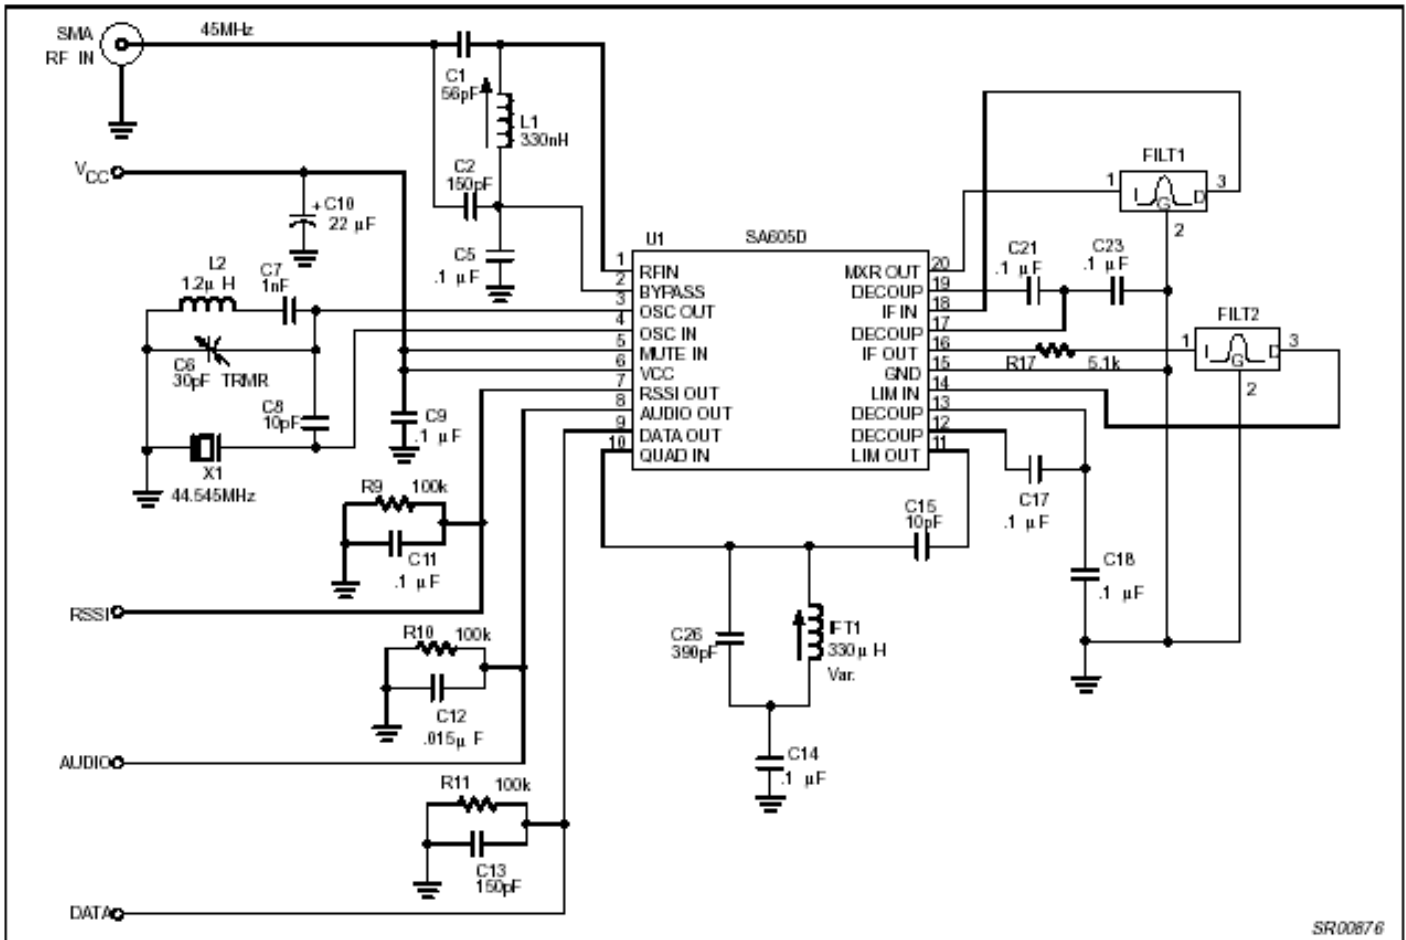 SMA
RF IN
45MHz
C1
56pF
L1
330nH
VCC
C2
150pF
+C10
22 µF
C5
.1 µF
L2
1.2µ H
C7
1nF
C6
30pF TRMR
C8
10pF
X1
44.545MHz
C9
.1 µF
U1
SA605D
1 RFIN
2 BYPASS
3 OSC OUT
4 OSC IN
5 MUTE IN
6 VCC
7 RSSI OUT
8 AUDIO OUT
9 DATA OUT
10 QUAD IN
MXR OUT 20
DECOUP 19
IF IN 18
DECOUP 17
IF OUT 16
GND 15
LIM IN 14
DECOUP 13
DECOUP 12
LIM OUT 11
FILT1
1 I G D 3
2
C21
.1 µF
C23
.1 µF
FILT2
1 I G D 3
2
R17 5.1k
R9 100k
C11
.1 µF
RSSI
R10 100k
C12
.015µ F
AUDIO
R11 100k
C13
150pF
DATA
C15
10pF
C17
.1 µF
C18
.1 µF
C26
390pF
IFT1
330µ H
Var.
C14
.1 µF
SR00876